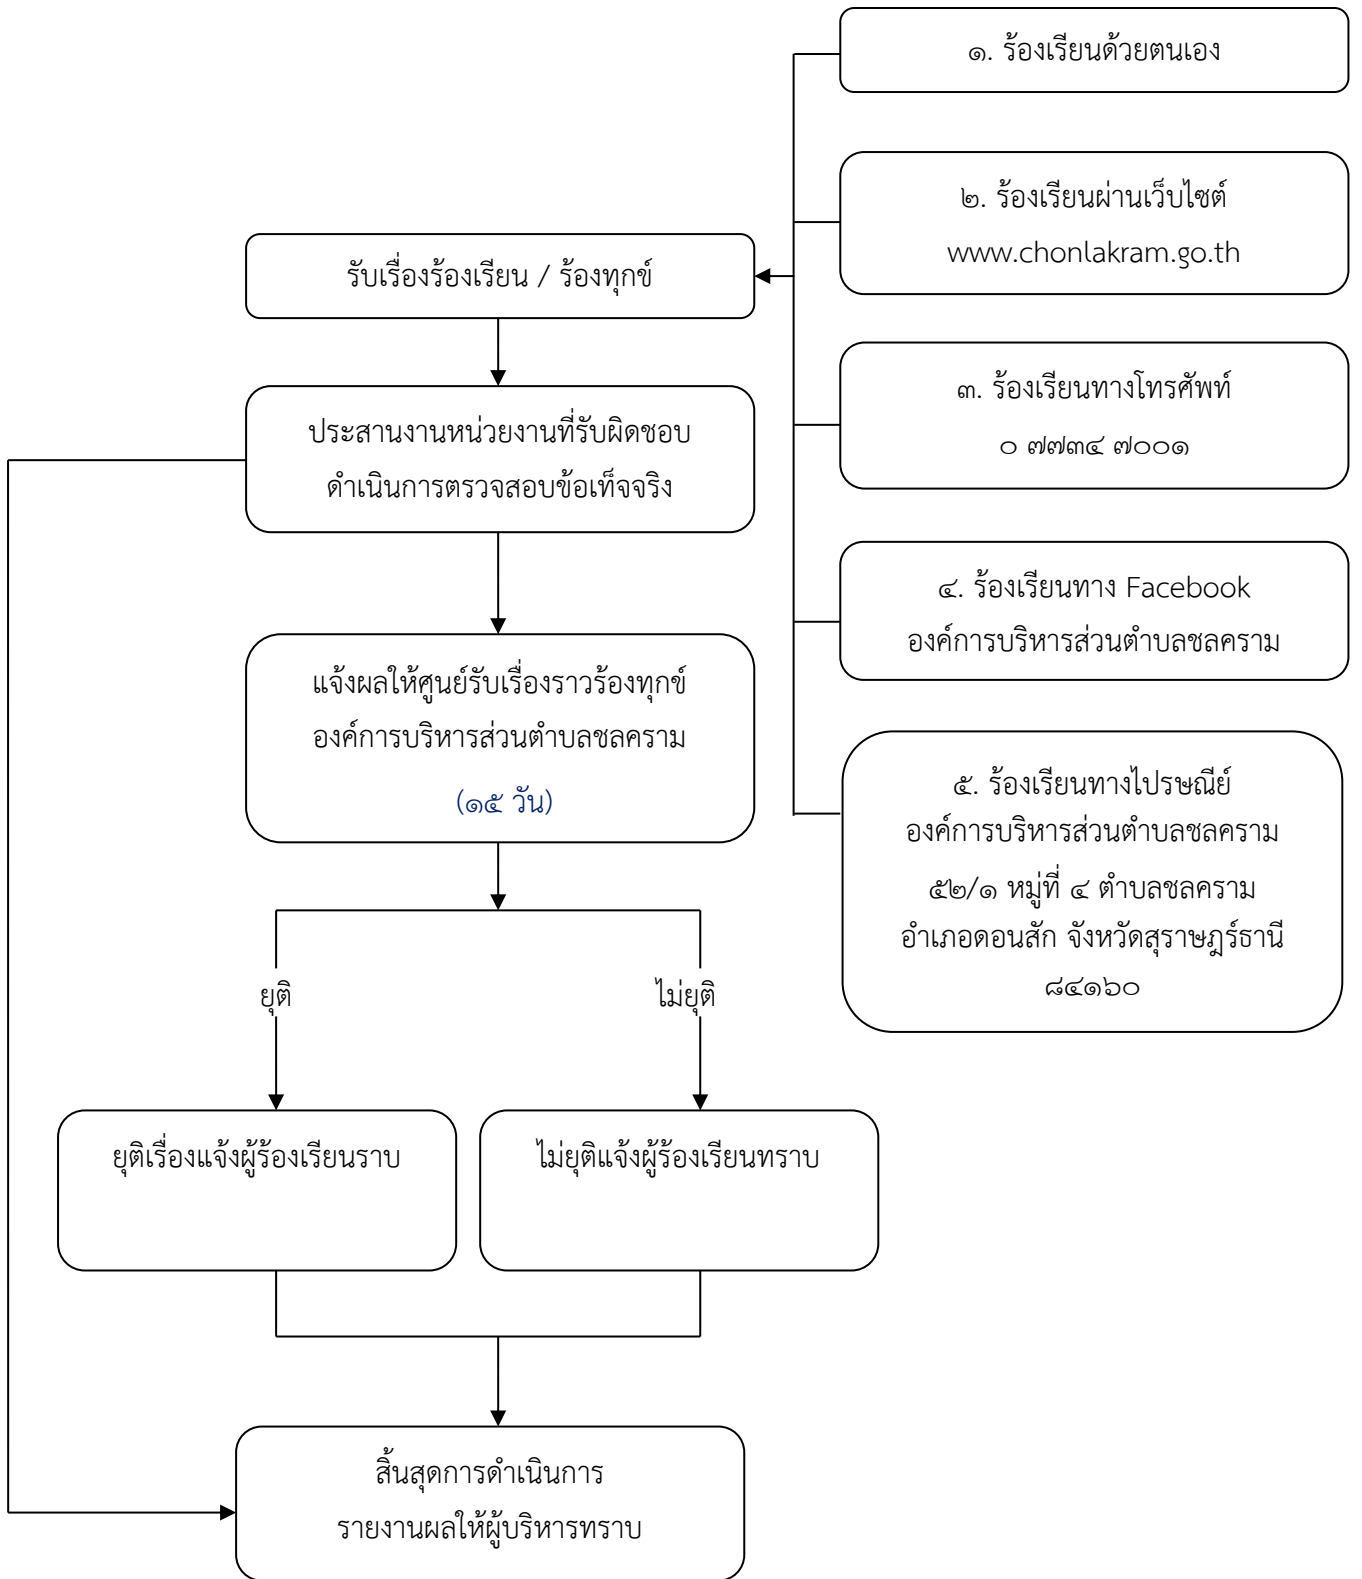 ๑. ร้องเรียนด้วยตนเอง
๒. ร้องเรียนผ่านเว็บไซต์
www.chonlakram.go.th
รับเรื่องร้องเรียน / ร้องทุกข์
๓. ร้องเรียนทางโทรศัพท์
๐ ๗๗๓๔ ๗๐๐๑
ประสานงานหน่วยงานที่รับผิดชอบ
ดำเนินการตรวจสอบข้อเท็จจริง
๔. ร้องเรียนทาง Facebook
องค์การบริหารส่วนตำบลชลคราม
แจ้งผลให้ศูนย์รับเรื่องราวร้องทุกข์
องค์การบริหารส่วนตำบลชลคราม
(๑๕ วัน)
๕. ร้องเรียนทางไปรษณีย์
องค์การบริหารส่วนตำบลชลคราม
๕๒/๑ หมู่ที่ ๔ ตำบลชลคราม
อำเภอดอนสัก จังหวัดสุราษฎร์ธานี
๘๔๑๖๐
ยุติ
ไม่ยุติ
ยุติเรื่องแจ้งผู้ร้องเรียนราบ
ไม่ยุติแจ้งผู้ร้องเรียนทราบ
สิ้นสุดการดำเนินการ
รายงานผลให้ผู้บริหารทราบ